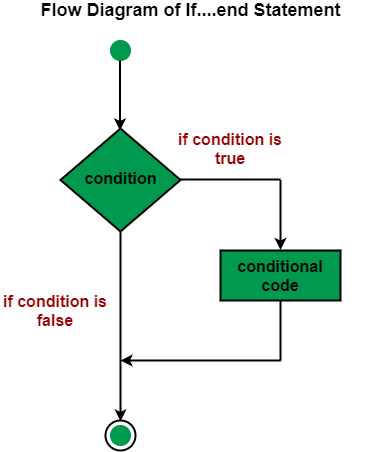 Flow Diagram of If....end Statement
if condition is
true
condition
conditional
code
if condition is
false